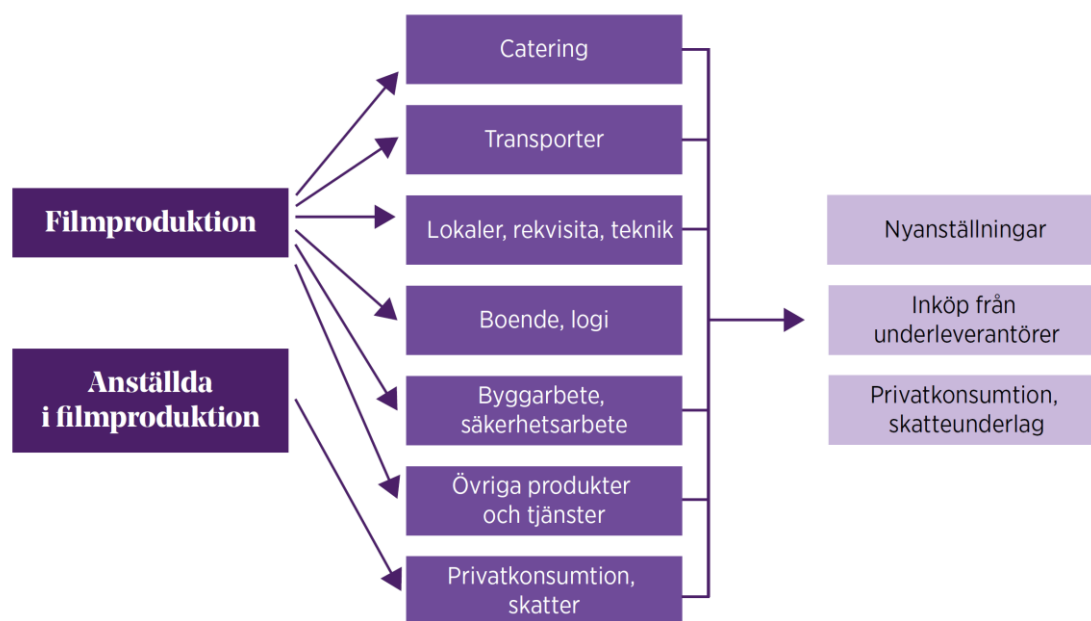 Filmproduktion
Anställda
i filmproduktion
Catering
Transporter
Lokaler, rekvisita, teknik
Boende, logi
Byggarbete,
säkerhetsarbete
Övriga produkter
och tjänster
Privatkonsumtion,
skatter
Nyanställningar
Inköp från
underleverantörer
Privatkonsumtion,
skatteunderlag